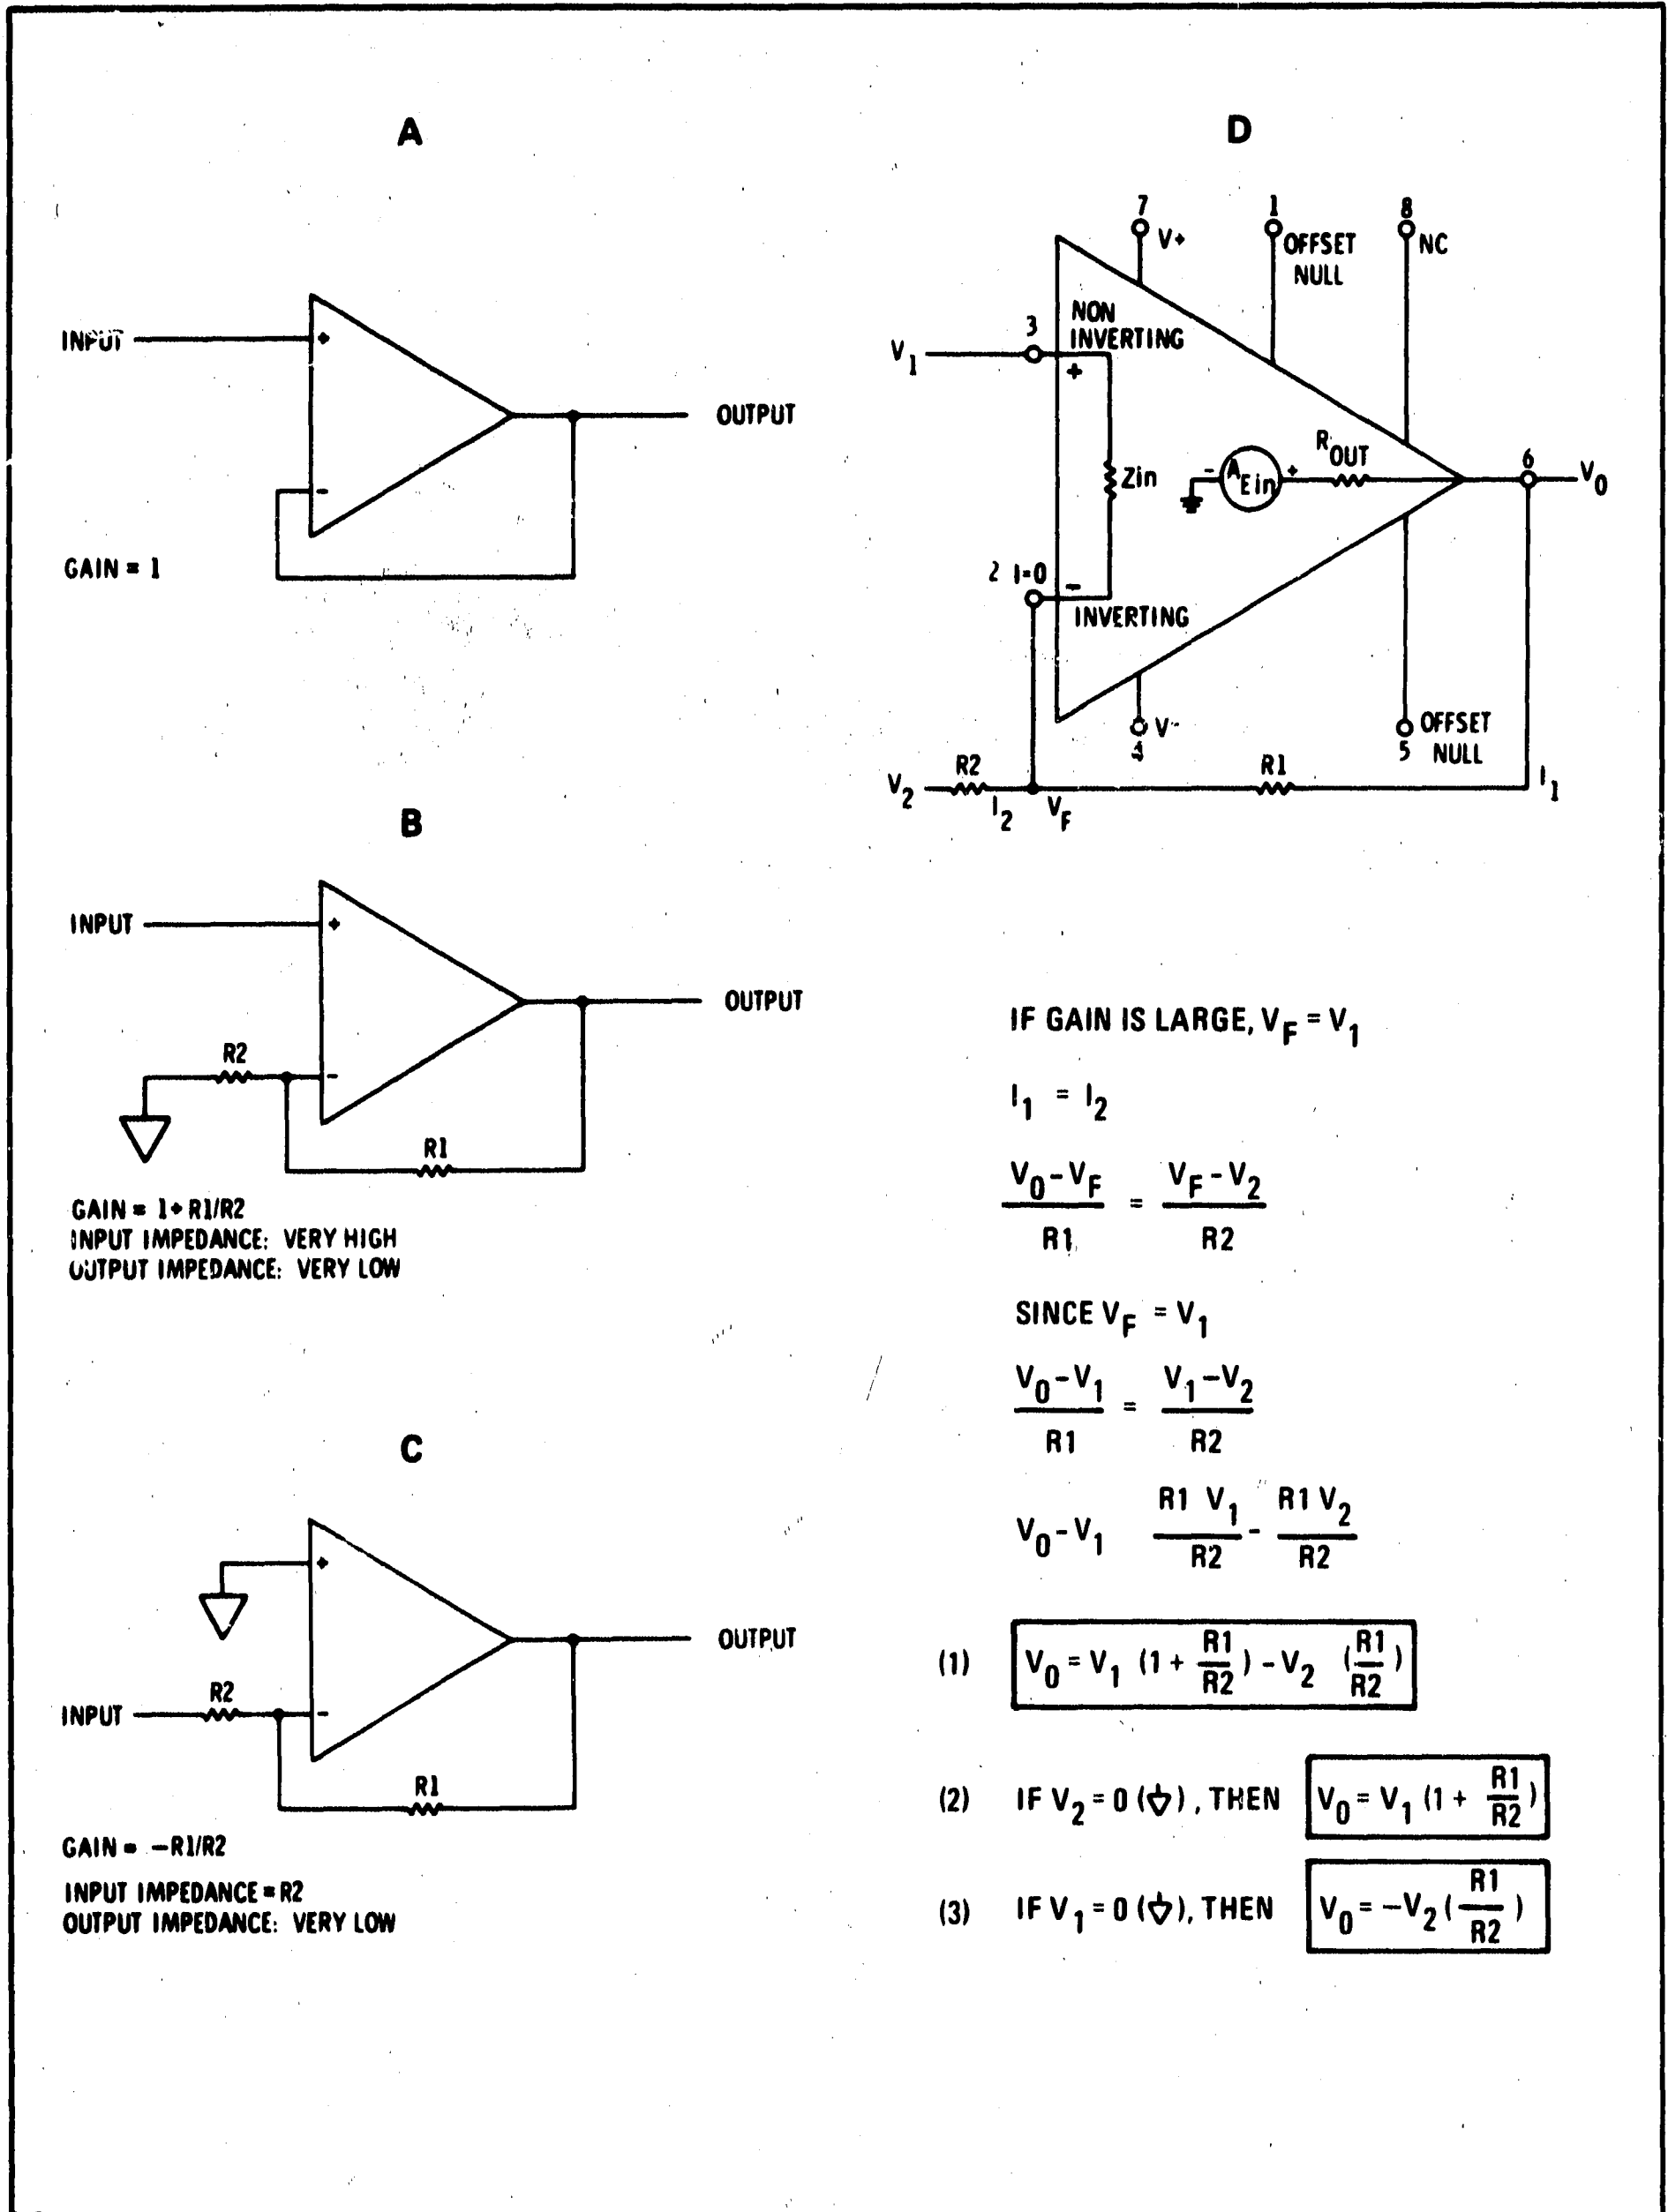 A
INPUT
+
-
OUTPUT
GAIN = 1
B
INPUT
+
OUTPUT
R2
-
R1
GAIN = 1+ R1/R2
INPUT IMPEDANCE: VERY HIGH
OUTPUT IMPEDANCE: VERY LOW
C
+
OUTPUT
R2
INPUT
-
R1
GAIN = -R1/R2
INPUT IMPEDANCE = R2
OUTPUT IMPEDANCE: VERY LOW
D
7 1 8
V+ OFFSET NULL NC
NON INVERTING
3
V1
+
Zin
- AEin + ROUT
6
V0
2 I=0
-
INVERTING
V-
4
OFFSET NULL
5
V2 R2 I2 VF R1 I1
IF GAIN IS LARGE, VF = V1
I1 = I2
V0-VF / R1 = VF-V2 / R2
SINCE VF = V1
V0-V1 / R1 = V1-V2 / R2
V0-V1 R1 V1 / R2 - R1 V2 / R2
(1) V0 = V1 (1 + R1/R2) - V2 (R1/R2)
(2) IF V2 = 0 (⏚), THEN V0 = V1 (1 + R1/R2)
(3) IF V1 = 0 (⏚), THEN V0 = -V2 (R1/R2)